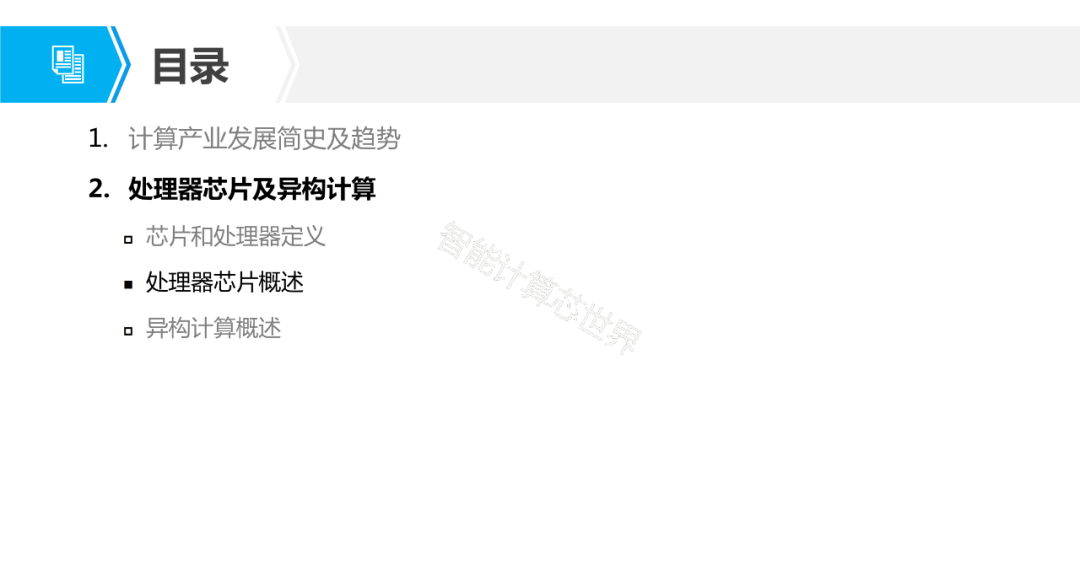 目录
1. 计算产业发展简史及趋势
2. 处理器芯片及异构计算
芯片和处理器定义
处理器芯片概述
异构计算概述
智能计算芯世界